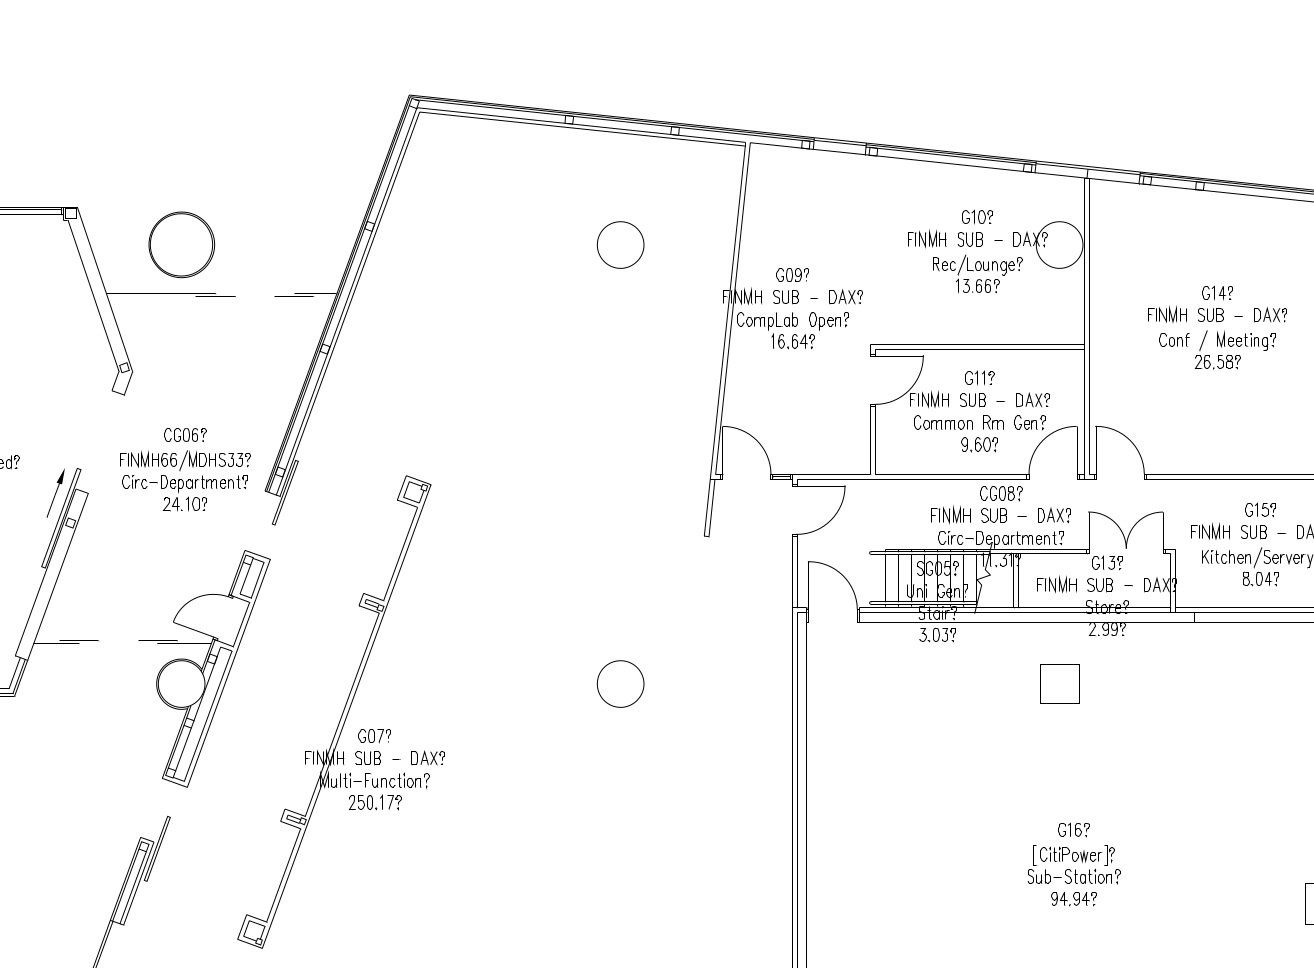 ed?
CG06?
FINMH66/MDHS33?
Circ-Department?
24.10?
G07?
FINMH SUB - DAX?
Multi-Function?
250.17?
G09?
FINMH SUB - DAX?
CompLab Open?
16.64?
G10?
FINMH SUB - DAX?
Rec/Lounge?
13.66?
G11?
FINMH SUB - DAX?
Common Rm Gen?
9.60?
G14?
FINMH SUB - DAX?
Conf / Meeting?
26.58?
CG08?
FINMH SUB - DAX?
Circ-Department?
11.31?
SG05?
Uni Gen?
Stair?
3.03?
G13?
FINMH SUB - DAX?
Store?
2.99?
G15?
FINMH SUB - DA
Kitchen/Servery
8.04?
G16?
[CitiPower]?
Sub-Station?
94.94?